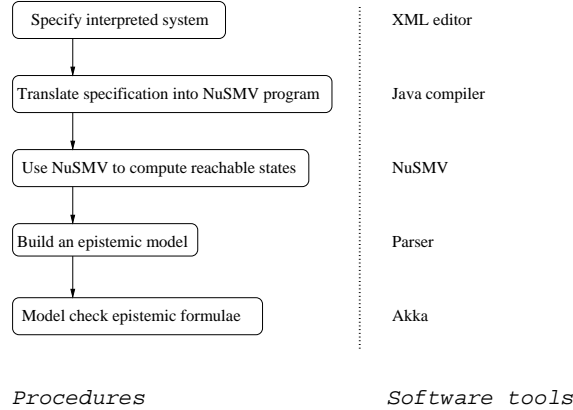 Specify interpreted system
XML editor
Translate specification into NuSMV program
Java compiler
Use NuSMV to compute reachable states
NuSMV
Build an epistemic model
Parser
Model check epistemic formulae
Akka
Procedures
Software tools